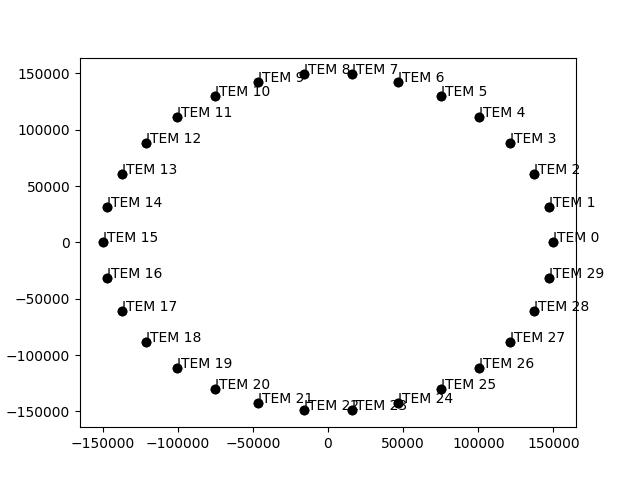 150000
100000
50000
0
−50000
−100000
−150000
ITEM 8
ITEM 7
ITEM 9
ITEM 6
ITEM 10
ITEM 5
ITEM 11
ITEM 4
ITEM 12
ITEM 3
ITEM 13
ITEM 2
ITEM 14
ITEM 1
ITEM 15
ITEM 0
ITEM 16
ITEM 29
ITEM 17
ITEM 28
ITEM 18
ITEM 27
ITEM 19
ITEM 26
ITEM 20
ITEM 25
ITEM 21
ITEM 24
ITEM 22
ITEM 23
−150000
−100000
−50000
0
50000
100000
150000